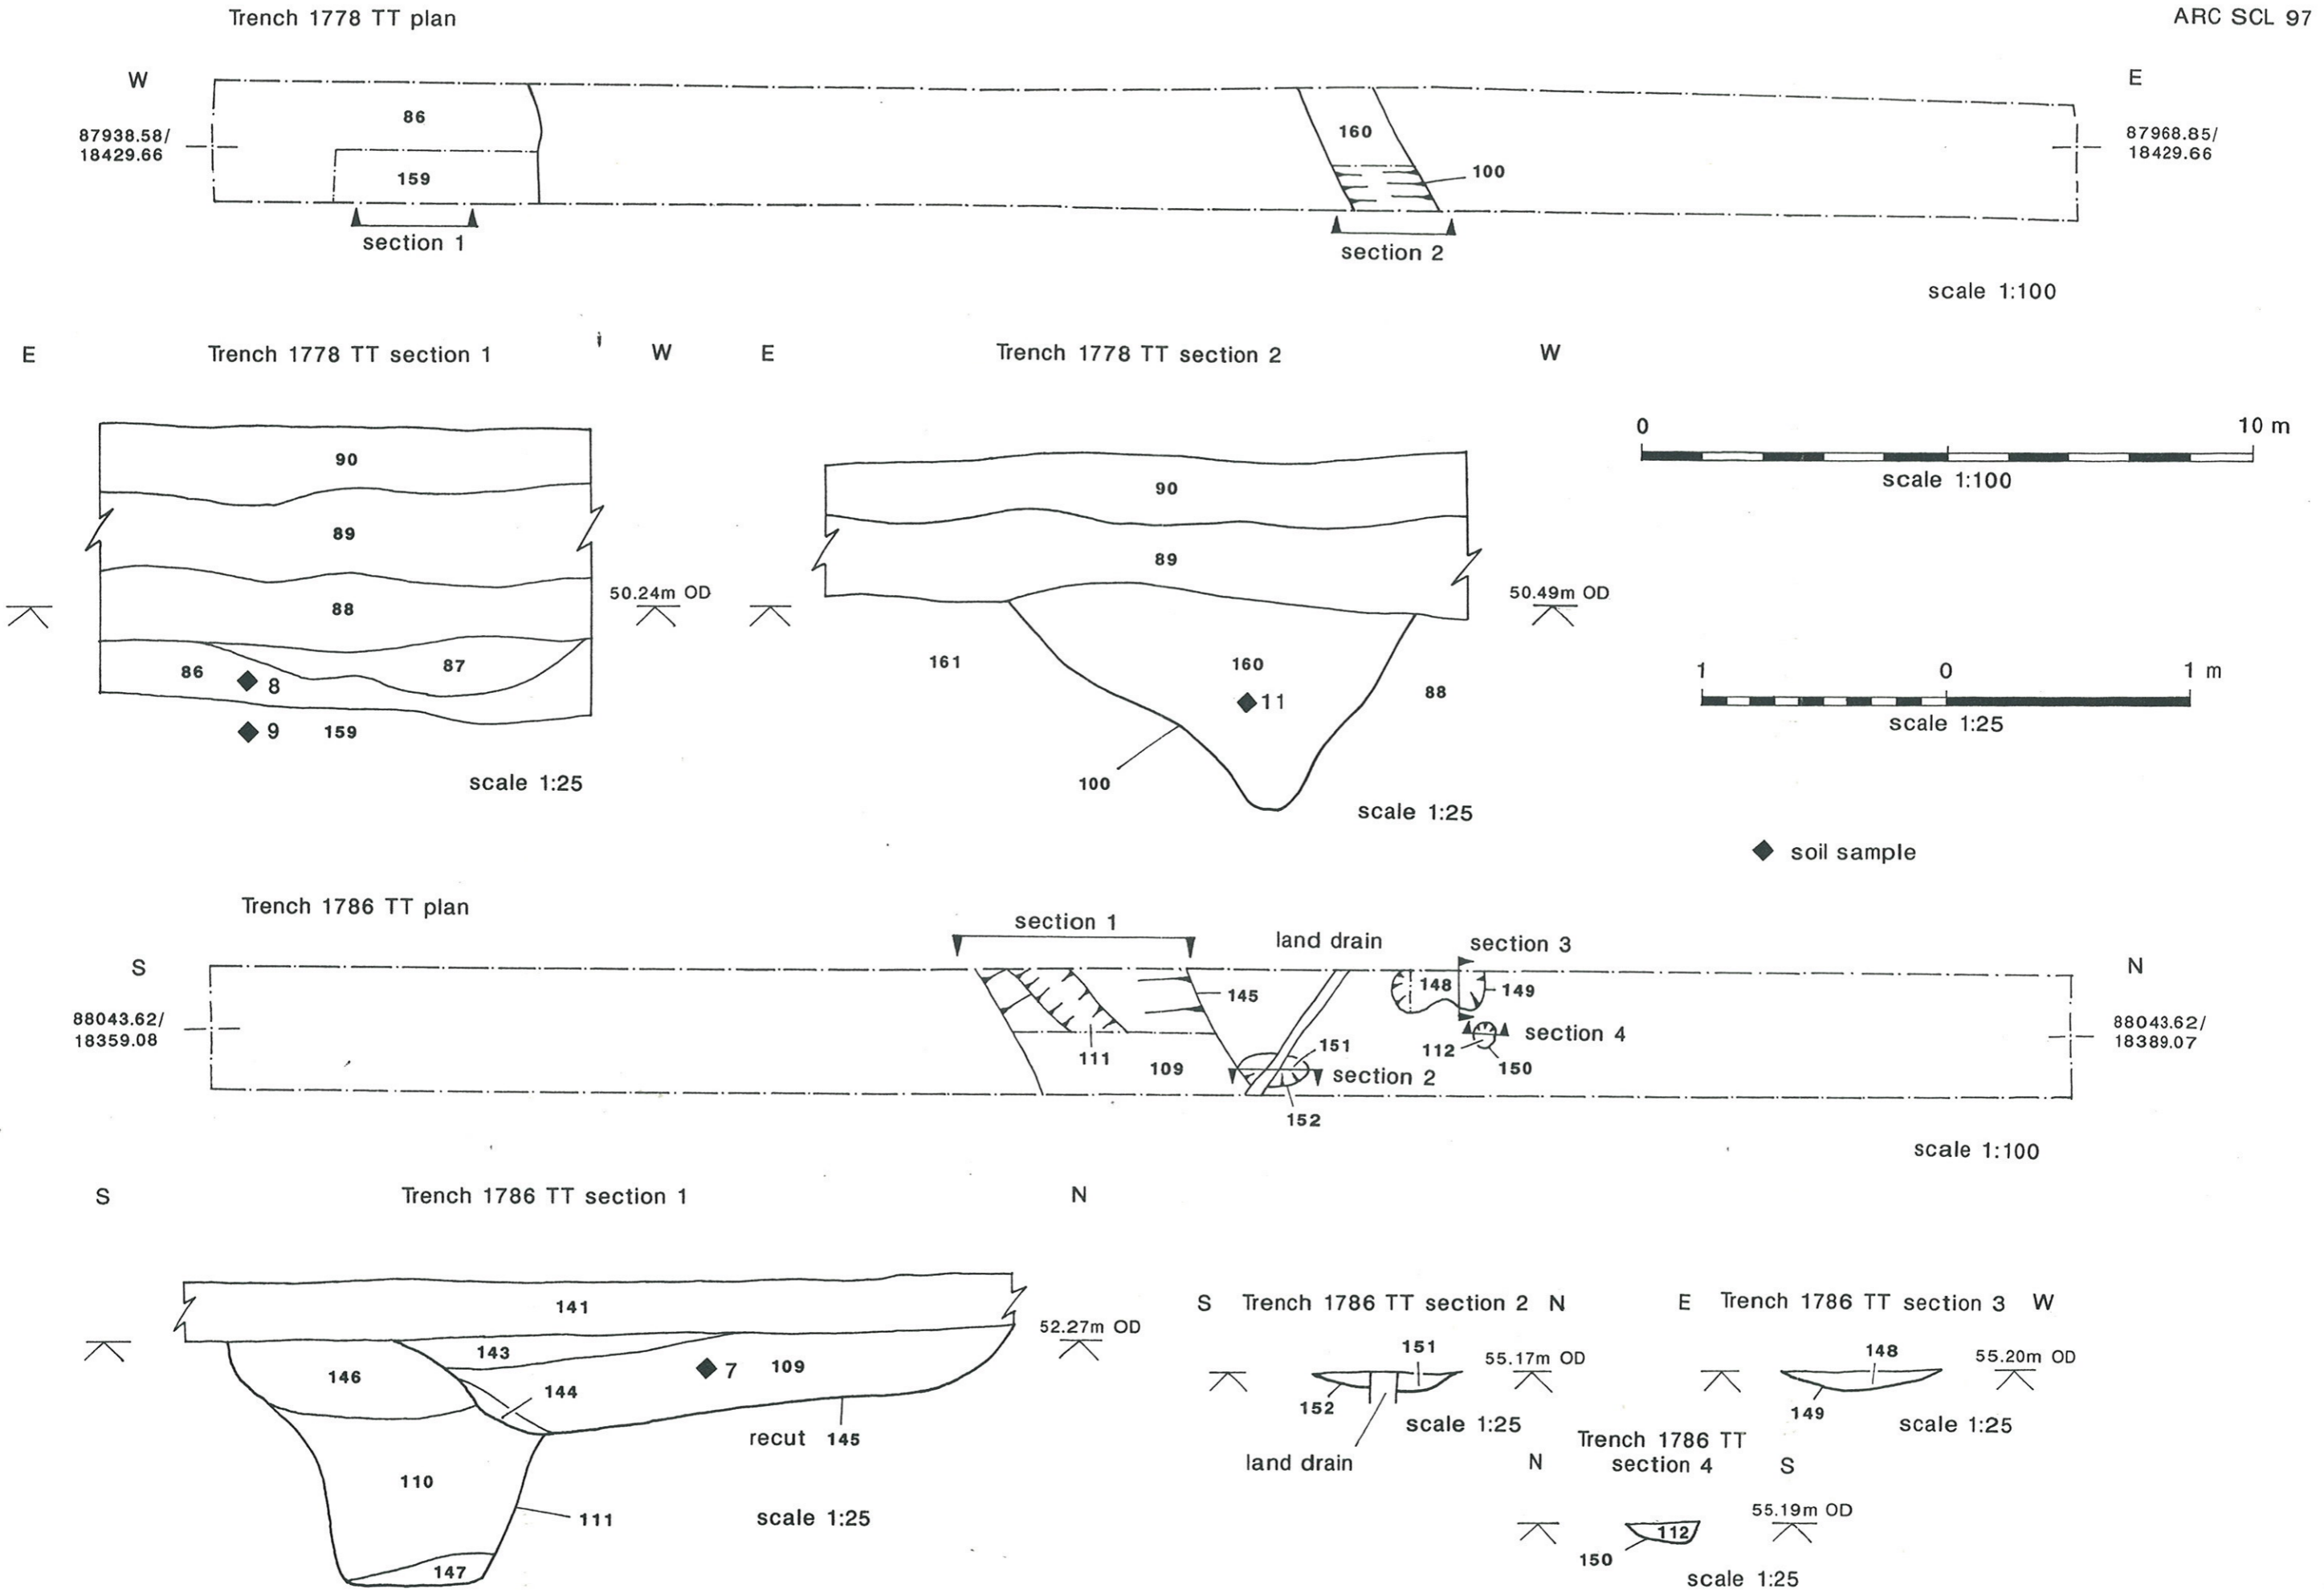 Trench 1778 TT plan
ARC SCL 97
W
E
87938.58/
18429.66
86
159
160
100
87968.85/
18429.66
section 1
section 2
scale 1:100
E
Trench 1778 TT section 1
W
90
89
88
50.24m OD
87
86
8
9
159
scale 1:25
E
Trench 1778 TT section 2
W
90
89
50.49m OD
161
160
88
11
100
scale 1:25
0
10 m
scale 1:100
1
0
1 m
scale 1:25
soil sample
Trench 1786 TT plan
section 1
land drain
section 3
S
N
88043.62/
18359.08
148
149
145
section 4
88043.62/
18389.07
111
109
151
112
150
section 2
152
scale 1:100
S
Trench 1786 TT section 1
N
141
52.27m OD
143
146
7
109
144
recut 145
110
111
scale 1:25
147
S Trench 1786 TT section 2 N
151
55.17m OD
152
scale 1:25
land drain
E Trench 1786 TT section 3 W
148
55.20m OD
149
scale 1:25
Trench 1786 TT
N section 4 S
55.19m OD
112
150
scale 1:25